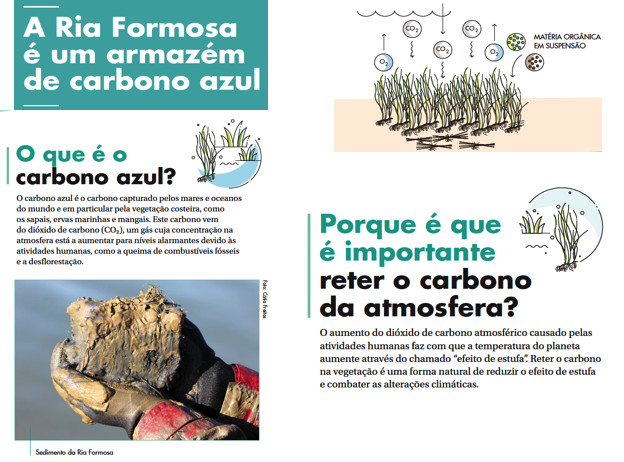 A Ria Formosa
é um armazém
de carbono azul
O que é o
carbono azul?
O carbono azul é o carbono capturado pelos mares e oceanos
do mundo e em particular pela vegetação costeira, como
os sapais, ervas marinhas e mangais. Este carbono vem
do dióxido de carbono (CO₂), um gás cuja concentração na
atmosfera está a aumentar para níveis alarmantes devido às
atividades humanas, como a queima de combustíveis fósseis
e a desflorestação.
Foto: Cátia Freitas
Sedimento da Ria Formosa
CO₂
CO₂
CO₂
O₂
O₂
MATÉRIA ORGÂNICA
EM SUSPENSÃO
Porque é que
é importante
reter o carbono
da atmosfera?
O aumento do dióxido de carbono atmosférico causado pelas
atividades humanas faz com que a temperatura do planeta
aumente através do chamado “efeito de estufa”. Reter o carbono
na vegetação é uma forma natural de reduzir o efeito de estufa
e combater as alterações climáticas.